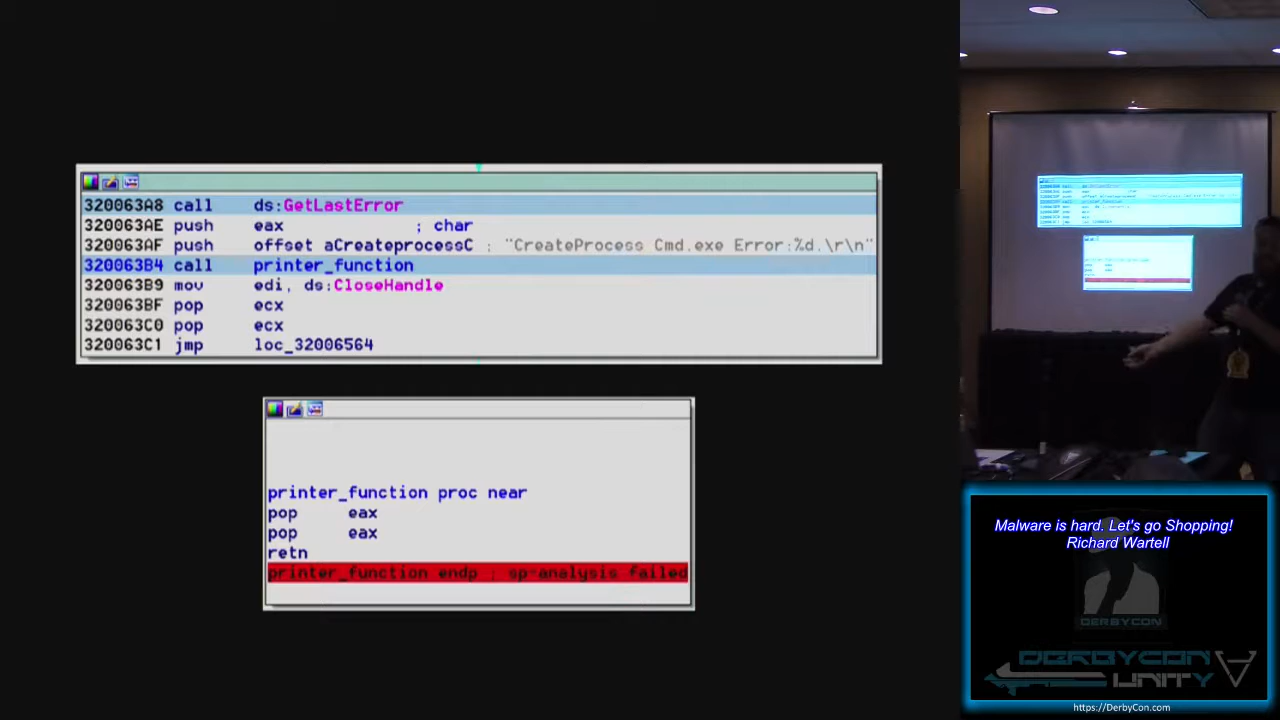 320063A8 call ds:GetLastError
320063AE push eax ; char
320063AF push offset aCreateprocessC ; "CreateProcess Cmd.exe Error:%d.\r\n"
320063B4 call printer_function
320063B9 mov edi, ds:CloseHandle
320063BF pop ecx
320063C0 pop ecx
320063C1 jmp loc_32006564
printer_function proc near
pop eax
pop eax
retn
printer_function endp ; sp-analysis failed
Malware is hard. Let's go Shopping!
Richard Wartell
DERBYCON
DERBYCON
UNITY
https://DerbyCon.com